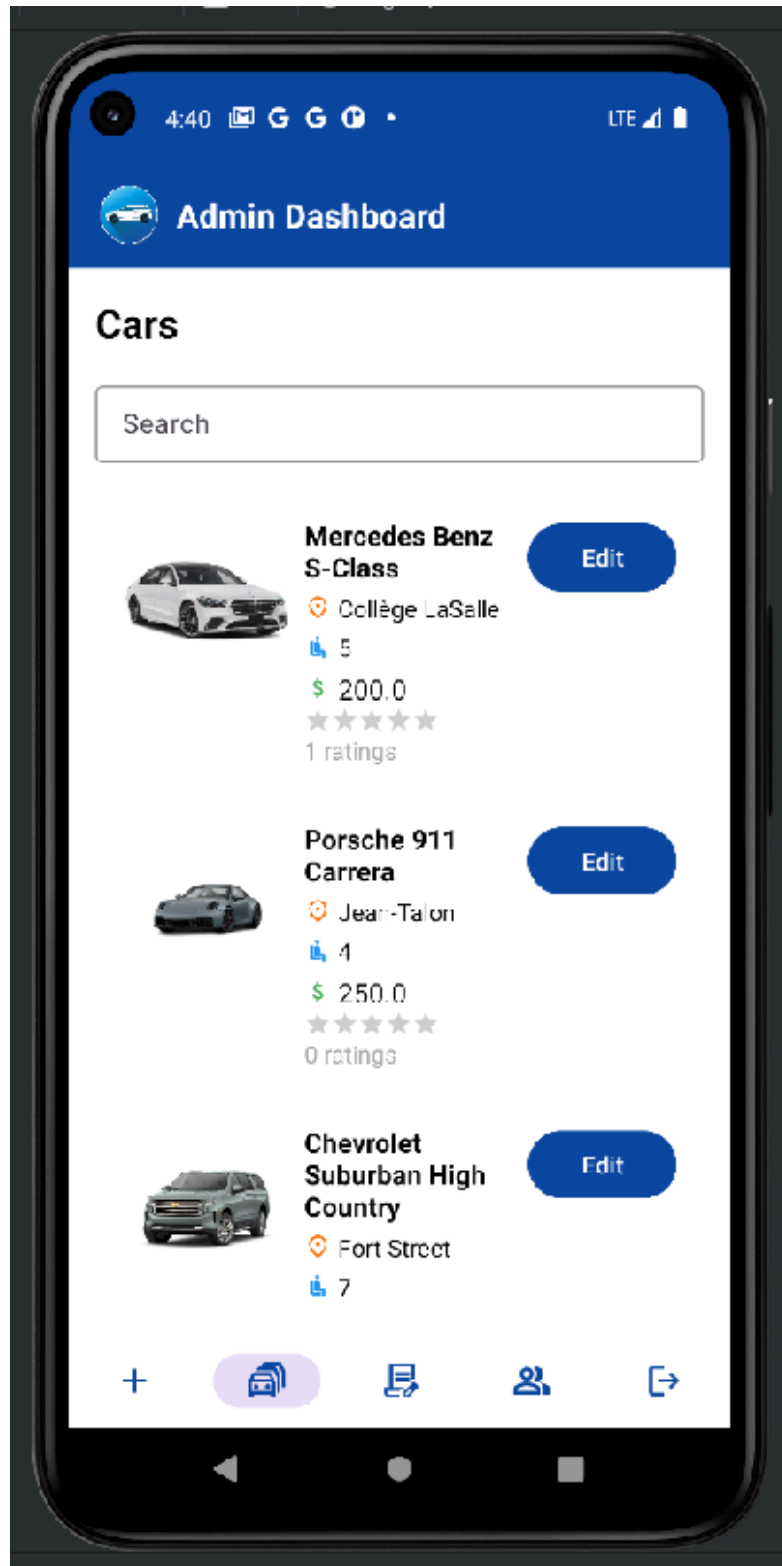 4:40
LTE
Admin Dashboard
Cars
Search
Mercedes Benz
S-Class
Edit
Collège LaSalle
5
$ 200.0
1 ratings
Porsche 911
Carrera
Edit
Jean-Talon
4
$ 250.0
0 ratings
Chevrolet
Suburban High
Country
Edit
Fort Street
7